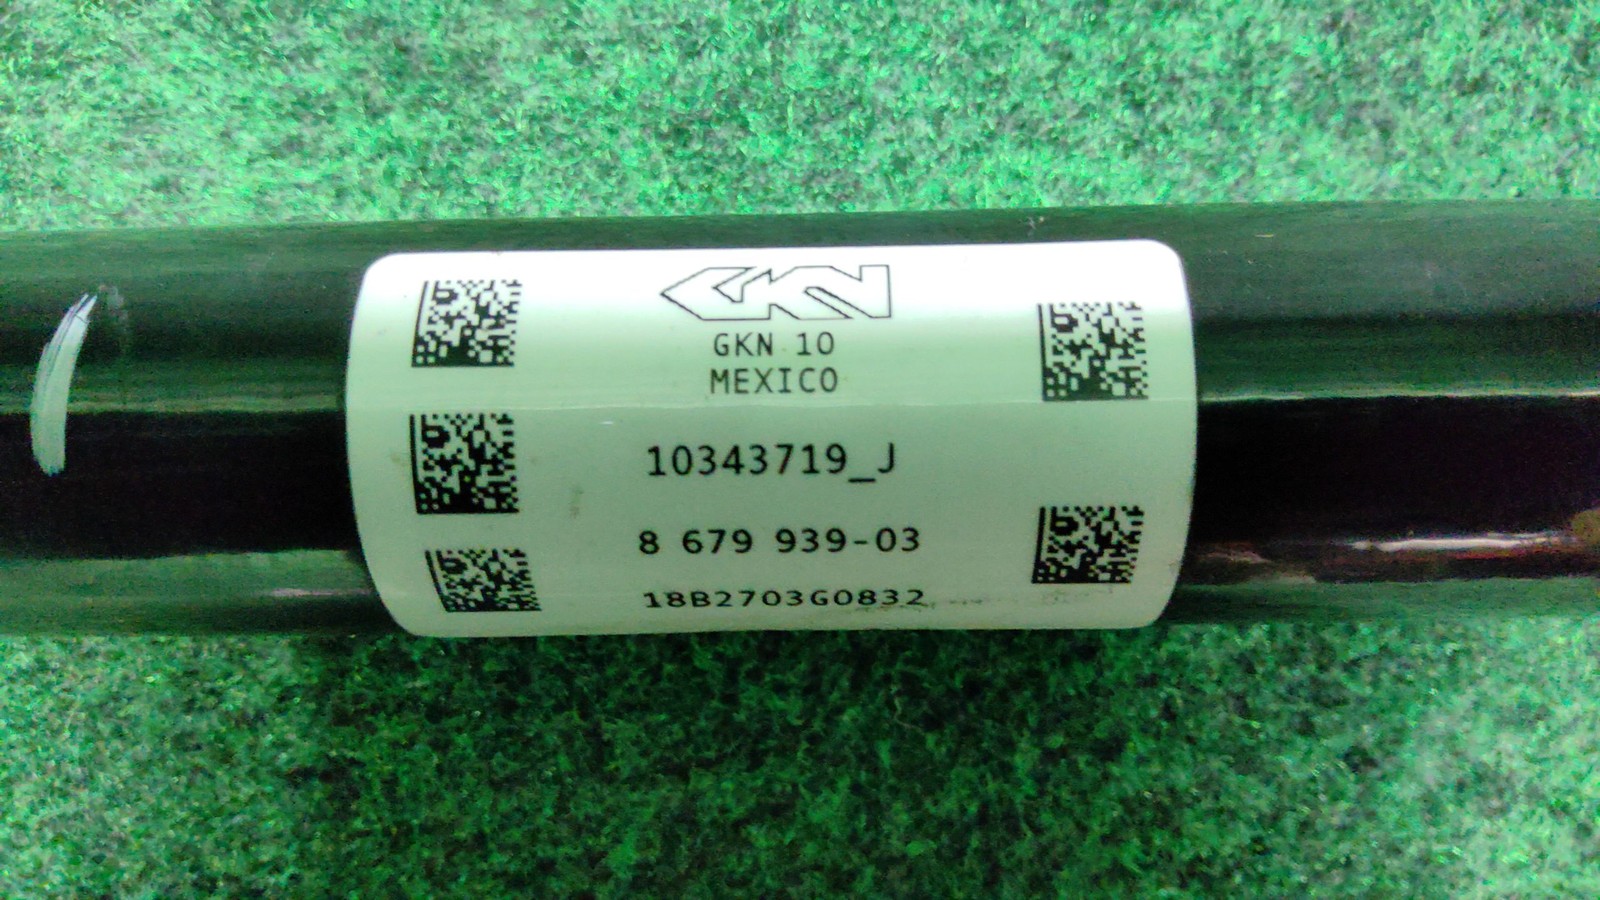 GKN
GKN 10
MEXICO
10343719_J
8 679 939-03
18B2703G0832